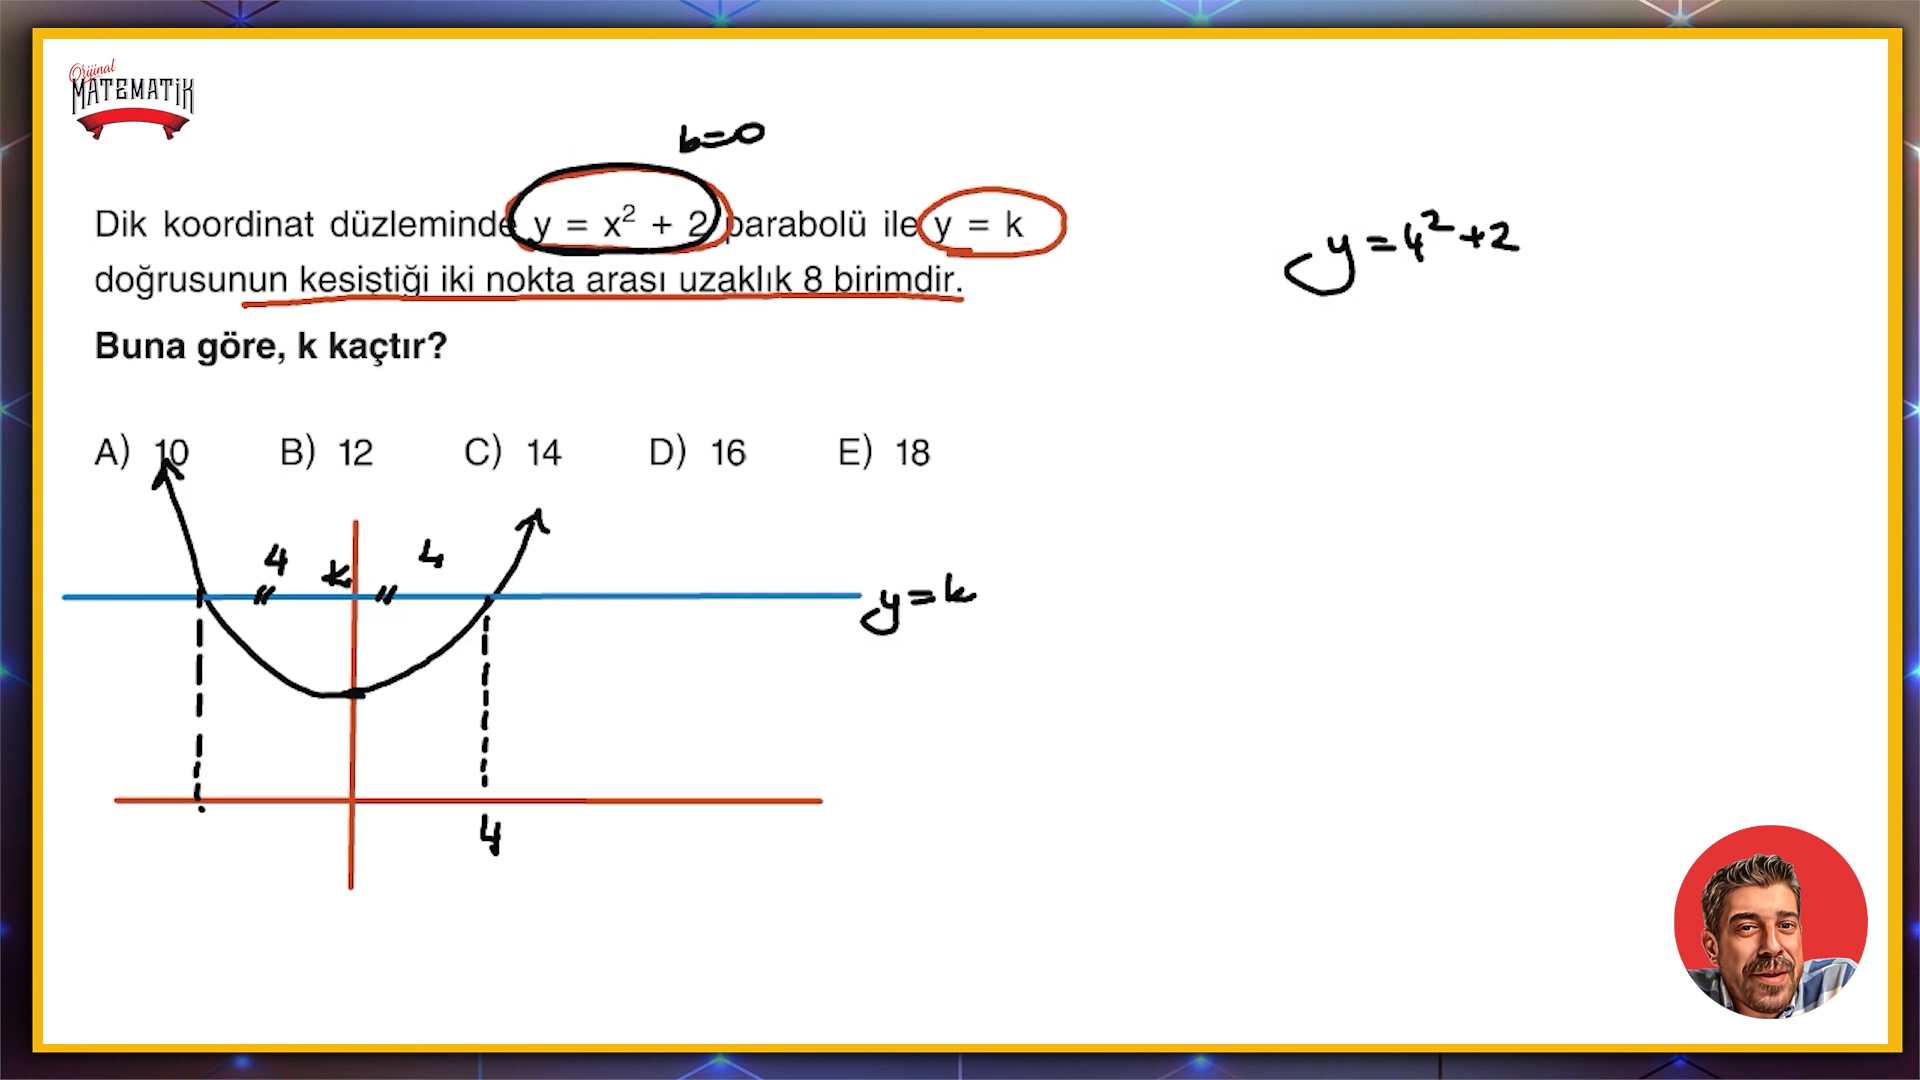 Orijinal
MATEMATİK
b=0
Dik koordinat düzleminde y = x² + 2 parabolü ile y = k
doğrusunun kesiştiği iki nokta arası uzaklık 8 birimdir.
y=4²+2
Buna göre, k kaçtır?
A) 10 B) 12 C) 14 D) 16 E) 18
4 k 4
y=k
4